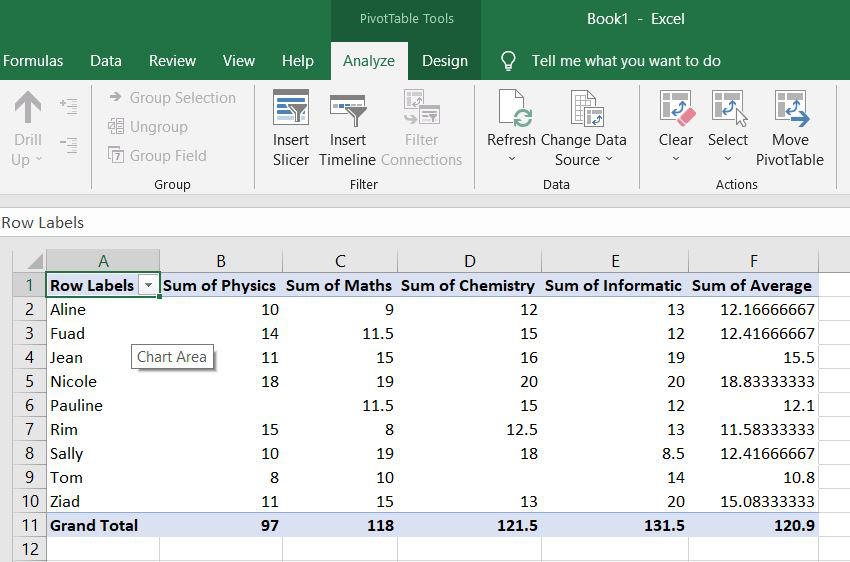 PivotTable Tools
Book1 - Excel
Formulas Data Review View Help Analyze Design Tell me what you want to do
Drill Up
Group Selection
Ungroup
7 Group Field
Group
Insert Slicer
Insert Timeline
Filter Connections
Filter
Refresh
Change Data Source
Data
Clear
Select
Move PivotTable
Actions
Row Labels
A B C D E F
1 Row Labels Sum of Physics Sum of Maths Sum of Chemistry Sum of Informatic Sum of Average
2 Aline 10 9 12 13 12.16666667
3 Fuad 14 11.5 15 12 12.41666667
4 Jean 11 15 16 19 15.5
Chart Area
5 Nicole 18 19 20 20 18.83333333
6 Pauline 11.5 15 12 12.1
7 Rim 15 8 12.5 13 11.58333333
8 Sally 10 19 18 8.5 12.41666667
9 Tom 8 10 14 10.8
10 Ziad 11 15 13 20 15.08333333
11 Grand Total 97 118 121.5 131.5 120.9
12